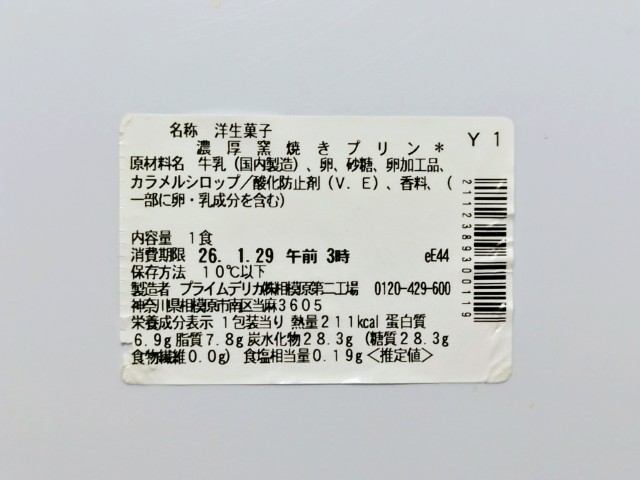 名称 洋生菓子
濃厚窯焼きプリン*
Y1
原材料名 牛乳(国内製造)、卵、砂糖、卵加工品、
カラメルシロップ/酸化防止剤(V.E)、香料、(
一部に卵・乳成分を含む)
内容量 1食
消費期限 26. 1.29 午前 3時 eE44
保存方法 10℃以下
製造者 プライムデリカ㈱相模原第二工場 0120-429-600
神奈川県相模原市南区当麻3605
栄養成分表示 1包装当り 熱量211kcal 蛋白質
6.9g 脂質7.8g 炭水化物28.3g (糖質28.3g
食物繊維0.0g) 食塩相当量0.19g<推定値>
2112389300119